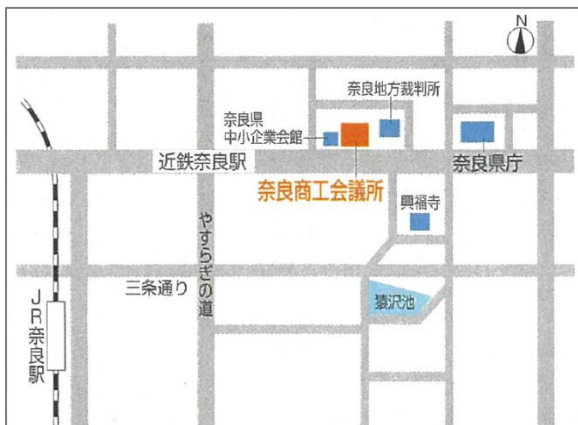 N
奈良地方裁判所
奈良県
中小企業会館
近鉄奈良駅
奈良商工会議所
奈良県庁
興福寺
やすらぎの道
三条通り
猿沢池
JR奈良駅